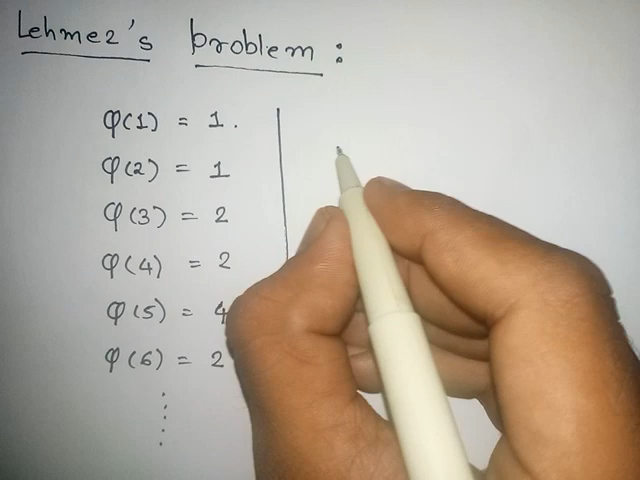 Lehmer's problem :
φ(1) = 1.
φ(2) = 1
φ(3) = 2
φ(4) = 2
φ(5) = 4
φ(6) = 2